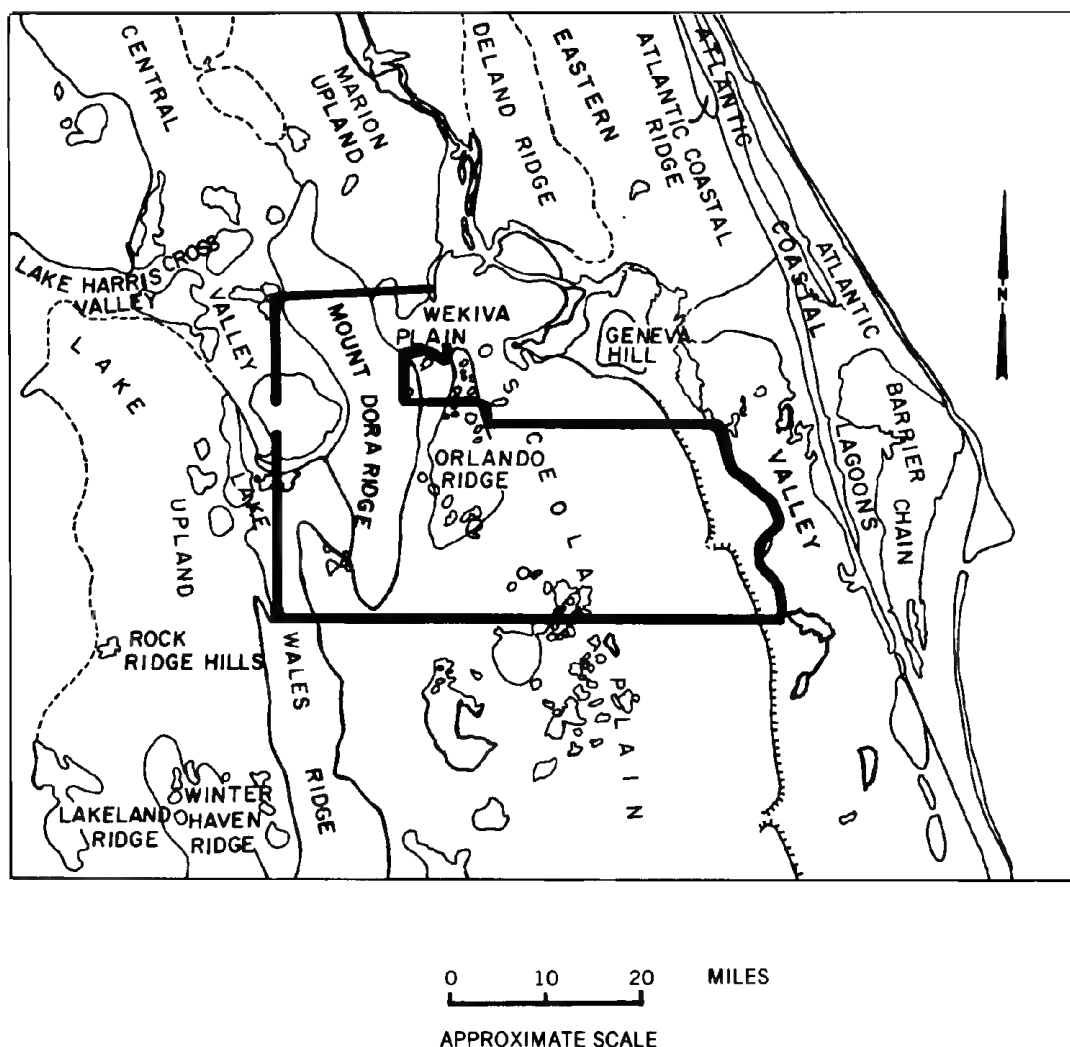 CENTRAL
VALLEY
MARION
UPLAND
DELAND RIDGE
EASTERN
VALLEY
ATLANTIC COASTAL
RIDGE
ATLANTIC
COASTAL
LAGOONS
ATLANTIC
BARRIER
CHAIN
LAKE HARRIS CROSS
VALLEY
LAKE
UPLAND
MOUNT DORA RIDGE
WEKIVA
PLAIN
GENEVA
HILL
N
ORLANDO
RIDGE
OSCEOLA PLAIN
LAKE
WALES
RIDGE
ROCK
RIDGE HILLS
LAKELAND
RIDGE
WINTER
HAVEN
RIDGE
0 10 20 MILES
APPROXIMATE SCALE